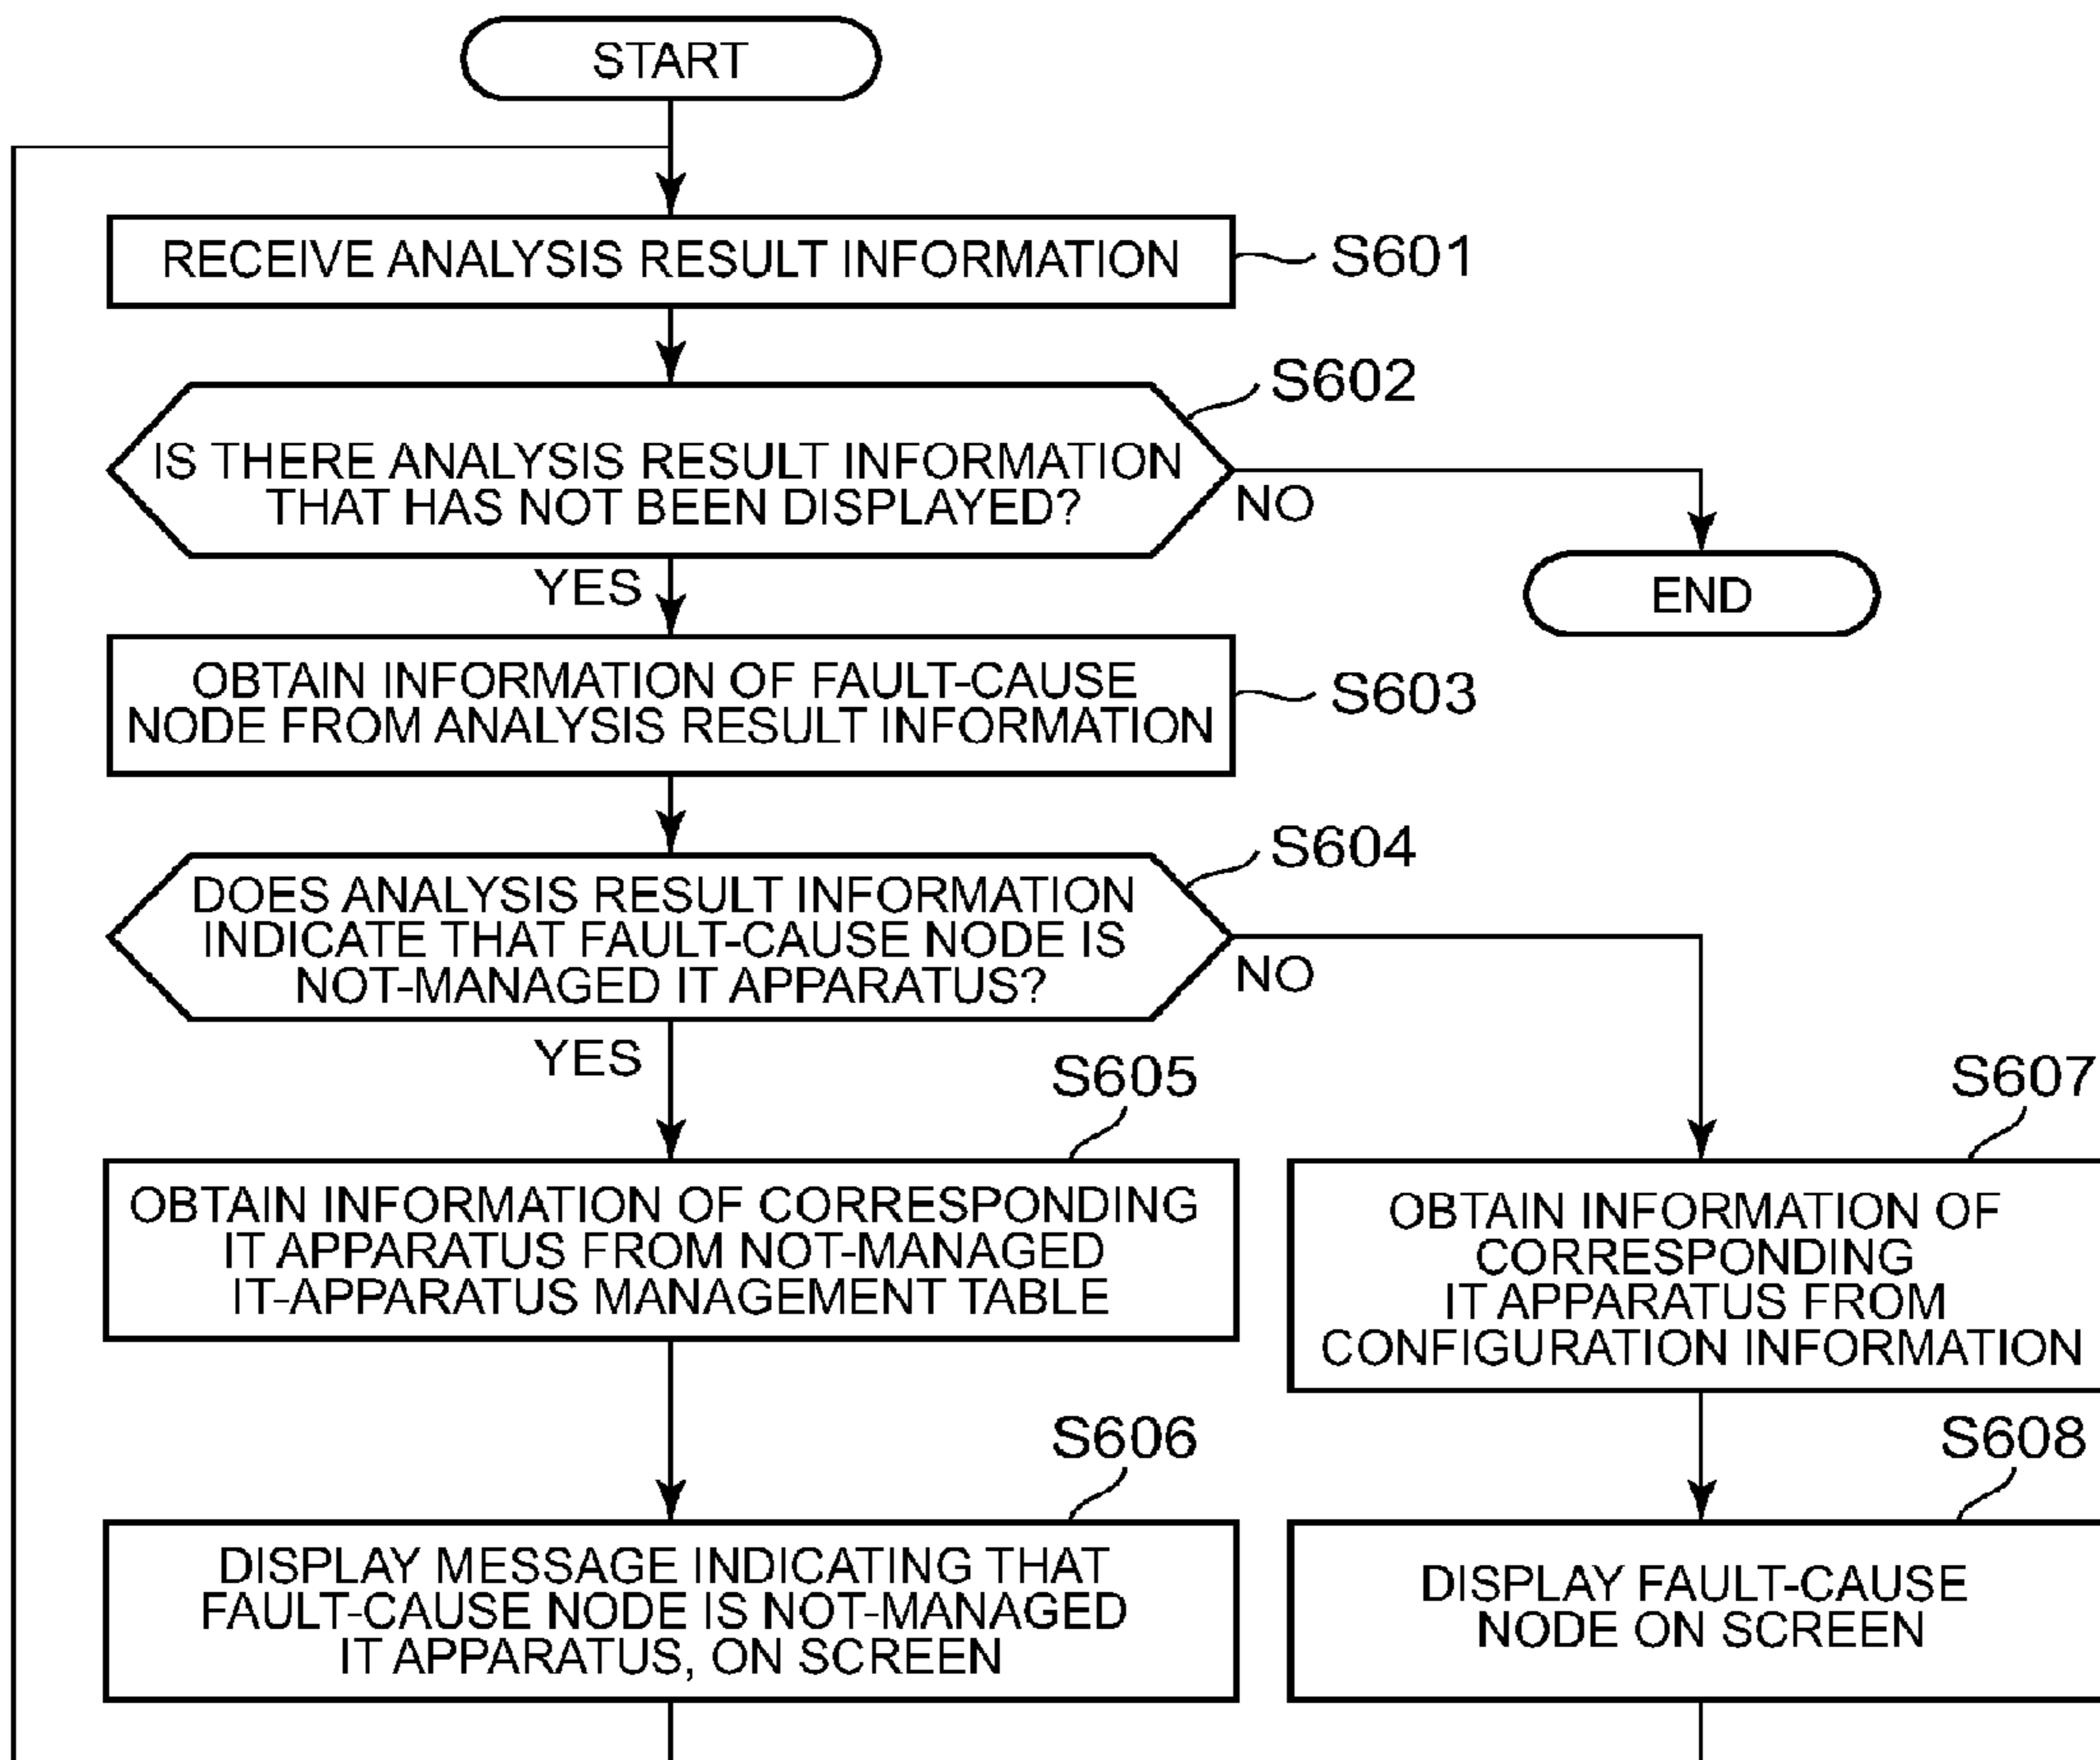 START
RECEIVE ANALYSIS RESULT INFORMATION
S601
S602
IS THERE ANALYSIS RESULT INFORMATION
THAT HAS NOT BEEN DISPLAYED?
NO
YES
END
OBTAIN INFORMATION OF FAULT-CAUSE
NODE FROM ANALYSIS RESULT INFORMATION
S603
S604
DOES ANALYSIS RESULT INFORMATION
INDICATE THAT FAULT-CAUSE NODE IS
NOT-MANAGED IT APPARATUS?
NO
YES
S605
OBTAIN INFORMATION OF CORRESPONDING
IT APPARATUS FROM NOT-MANAGED
IT-APPARATUS MANAGEMENT TABLE
S607
OBTAIN INFORMATION OF
CORRESPONDING
IT APPARATUS FROM
CONFIGURATION INFORMATION
S606
DISPLAY MESSAGE INDICATING THAT
FAULT-CAUSE NODE IS NOT-MANAGED
IT APPARATUS, ON SCREEN
S608
DISPLAY FAULT-CAUSE
NODE ON SCREEN